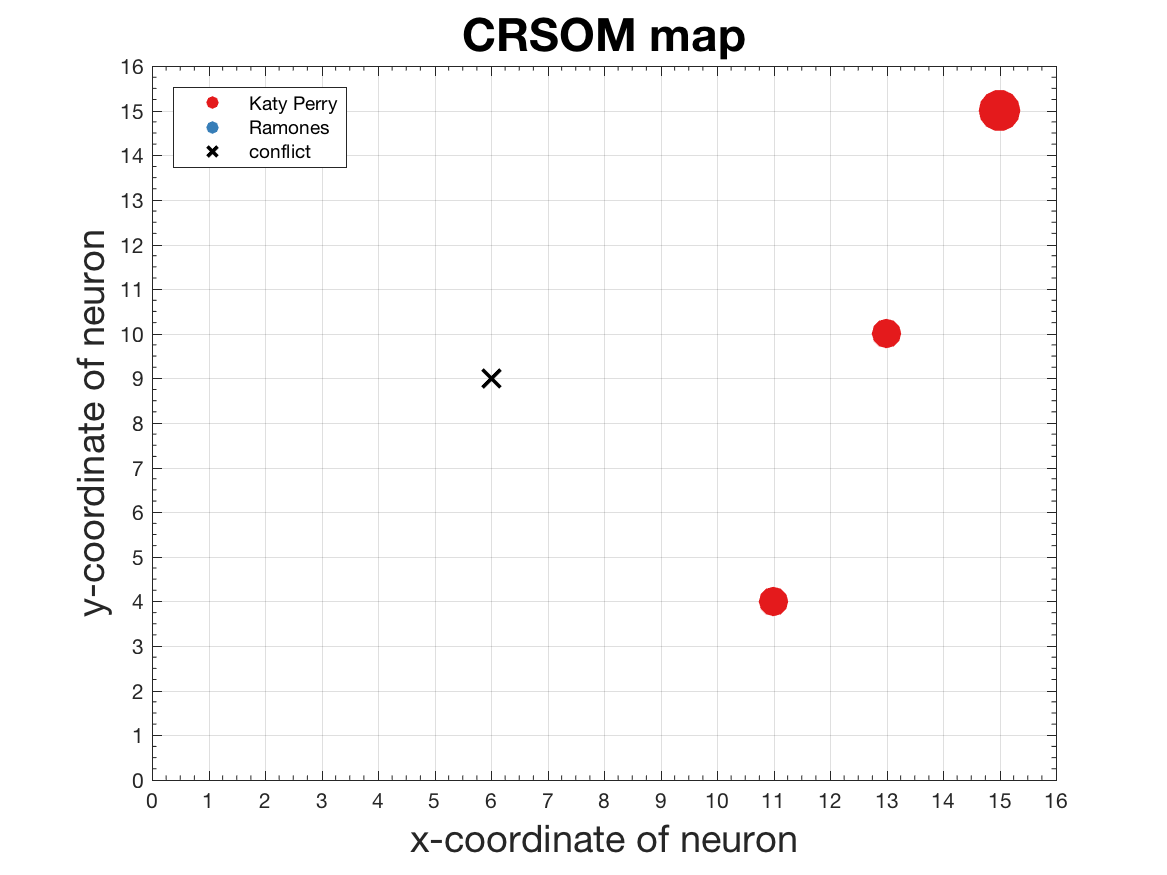 CRSOM map
16
15
14
13
12
11
10
9
8
7
6
5
4
3
2
1
0
Katy Perry
Ramones
conflict
y-coordinate of neuron
0 1 2 3 4 5 6 7 8 9 10 11 12 13 14 15 16
x-coordinate of neuron